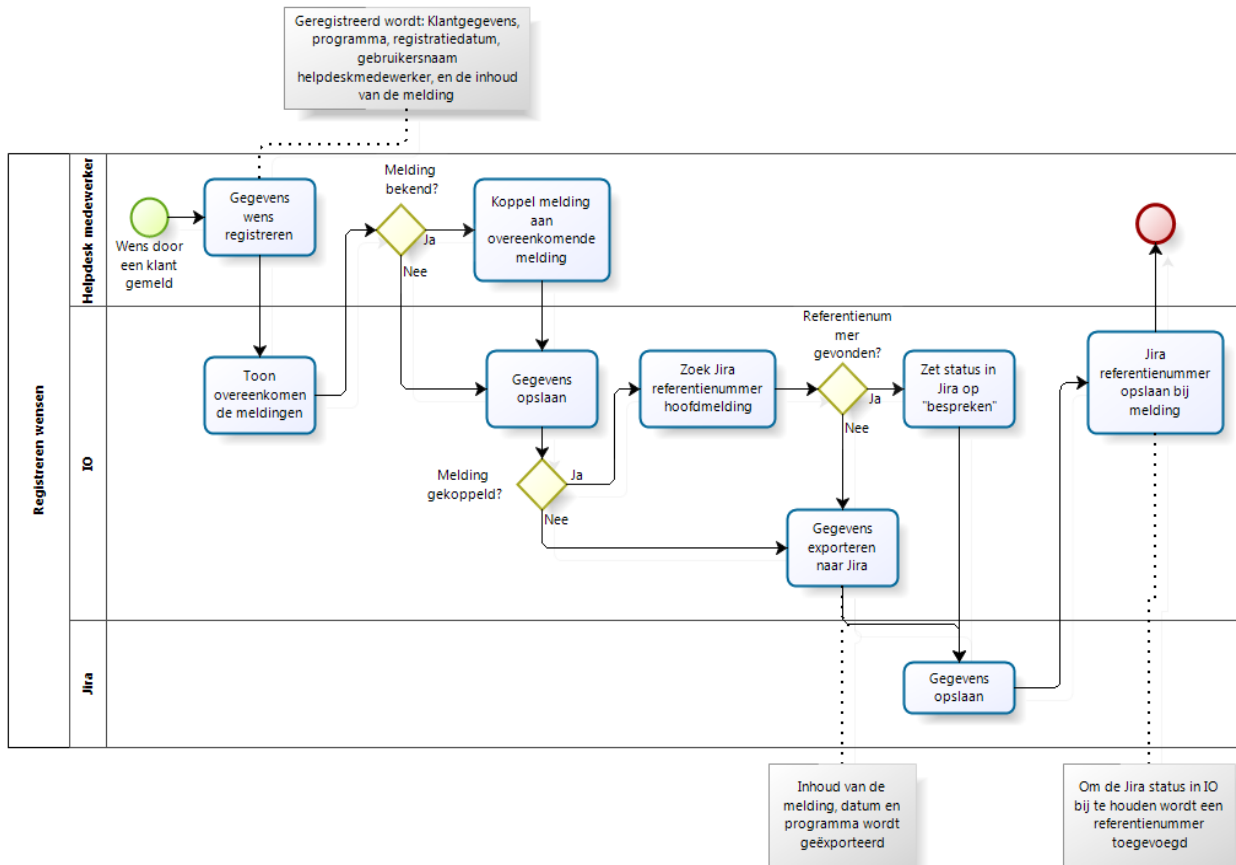 Geregistreerd wordt: Klantgegevens,
programma, registratiedatum,
gebruikersnaam
helpdeskmedewerker, en de inhoud
van de melding
Registreren wensen
Helpdesk medewerker
Wens door
een klant
gemeld
Gegevens
wens
registreren
Melding
bekend?
Ja
Nee
Koppel melding
aan
overeenkomende
melding
IO
Toon
overeenkomen
de meldingen
Gegevens
opslaan
Melding
gekoppeld?
Ja
Nee
Zoek Jira
referentienummer
hoofdmelding
Referentienum
mer
gevonden?
Ja
Nee
Zet status in
Jira op
"bespreken"
Jira
referentienummer
opslaan bij
melding
Gegevens
exporteren
naar Jira
Jira
Gegevens
opslaan
Inhoud van de
melding, datum en
programma wordt
geëxporteerd
Om de Jira status in IO
bij te houden wordt een
referentienummer
toegevoegd